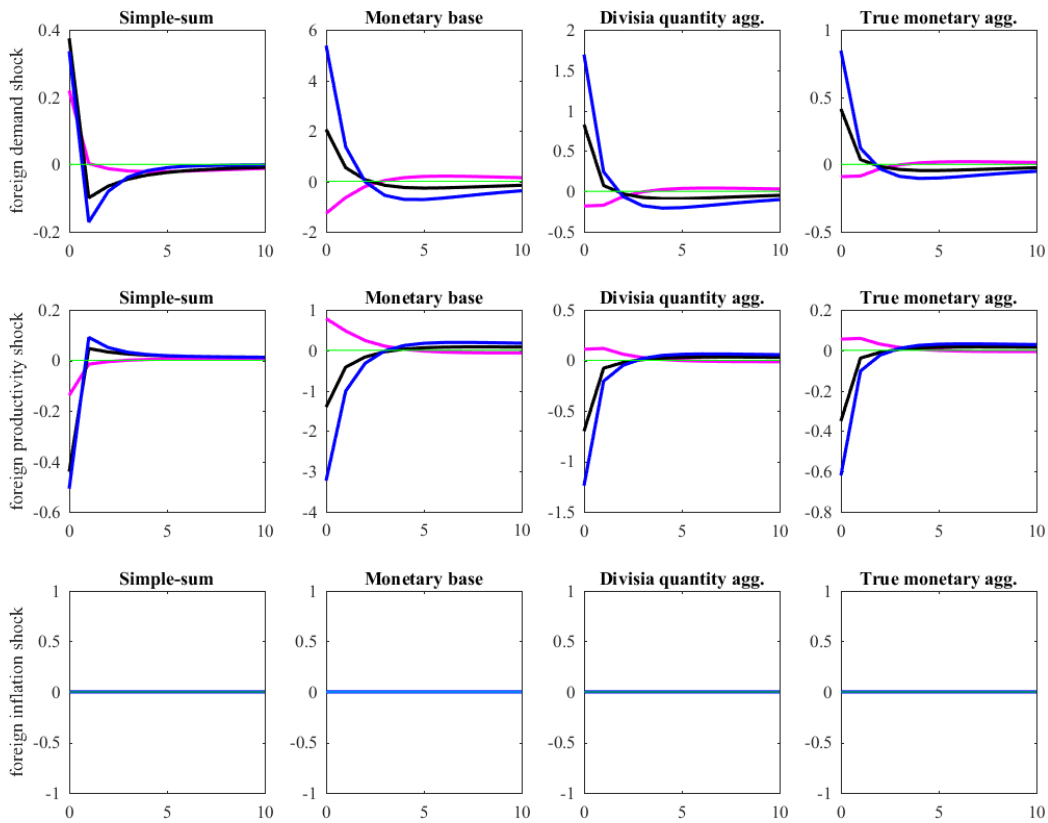 Simple-sum Monetary base Divisia quantity agg. True monetary agg.
foreign demand shock
0.4 0.2 0 -0.2
6 4 2 0 -2
2 1.5 1 0.5 0 -0.5
1 0.5 0 -0.5
0 5 10 0 5 10 0 5 10 0 5 10
Simple-sum Monetary base Divisia quantity agg. True monetary agg.
foreign productivity shock
0.2 0 -0.2 -0.4 -0.6
1 0 -1 -2 -3 -4
0.5 0 -0.5 -1 -1.5
0.2 0 -0.2 -0.4 -0.6 -0.8
0 5 10 0 5 10 0 5 10 0 5 10
Simple-sum Monetary base Divisia quantity agg. True monetary agg.
foreign inflation shock
1 0.5 0 -0.5 -1
1 0.5 0 -0.5 -1
1 0.5 0 -0.5 -1
1 0.5 0 -0.5 -1
0 5 10 0 5 10 0 5 10 0 5 10